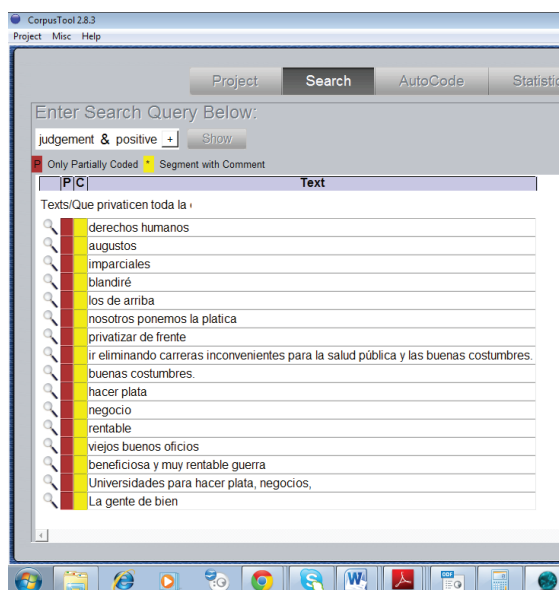 CorpusTool 2.8.3
Project Misc Help
Project Search AutoCode Statistic
Enter Search Query Below:
judgement & positive + Show
P Only Partially Coded * Segment with Comment
P C Text
Texts/Que privaticen toda la
derechos humanos
augustos
imparciales
blandiré
los de arriba
nosotros ponemos la platica
privatizar de frente
ir eliminando carreras inconvenientes para la salud pública y las buenas costumbres.
buenas costumbres.
hacer plata
negocio
rentable
viejos buenos oficios
beneficiosa y muy rentable guerra
Universidades para hacer plata, negocios,
La gente de bien